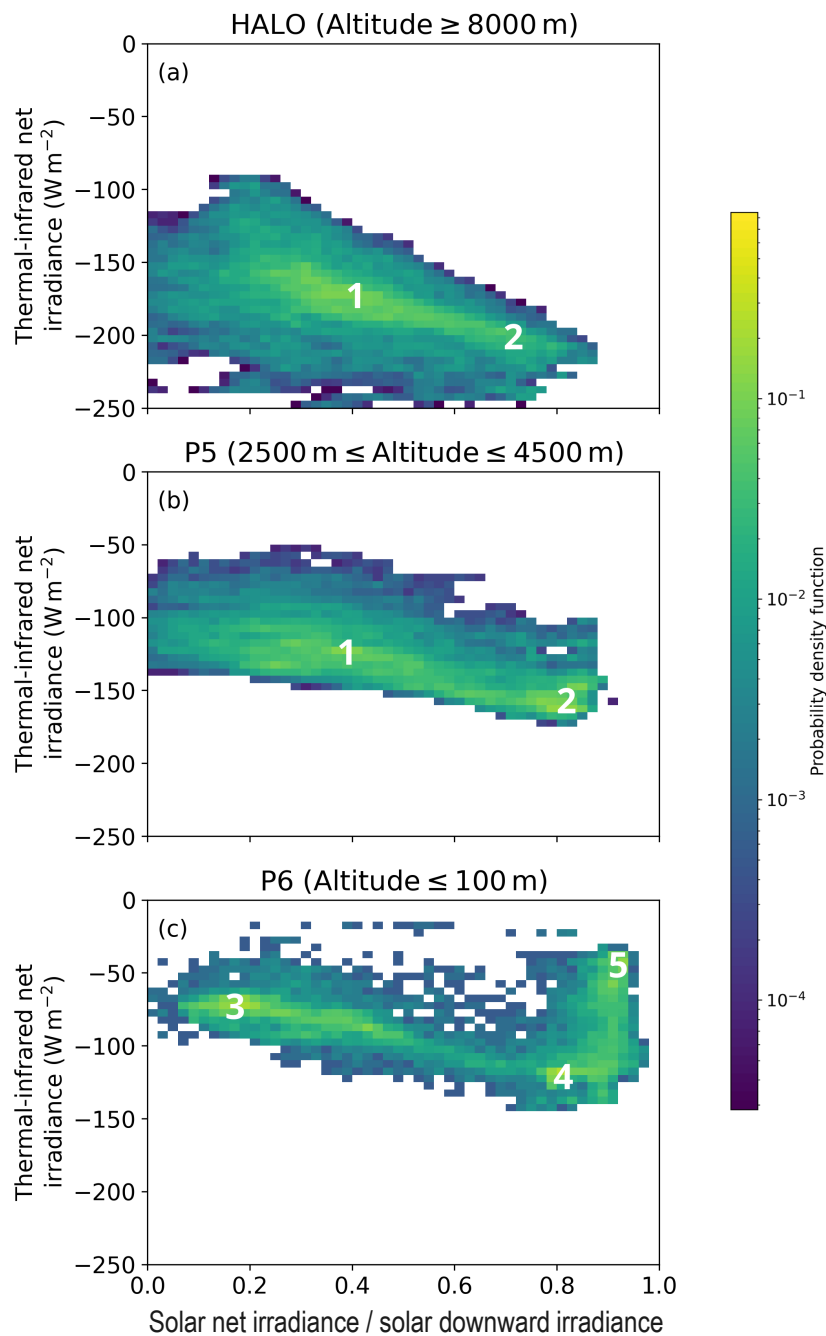 HALO (Altitude ≥ 8000 m)
(a)
Thermal-infrared net
irradiance (W m⁻²)
0
−50
−100
−150
−200
−250
1
2
P5 (2500 m ≤ Altitude ≤ 4500 m)
(b)
Thermal-infrared net
irradiance (W m⁻²)
0
−50
−100
−150
−200
−250
1
2
P6 (Altitude ≤ 100 m)
(c)
Thermal-infrared net
irradiance (W m⁻²)
0
−50
−100
−150
−200
−250
3
4
5
0.0 0.2 0.4 0.6 0.8 1.0
Solar net irradiance / solar downward irradiance
10⁻¹
10⁻²
10⁻³
10⁻⁴
Probability density function